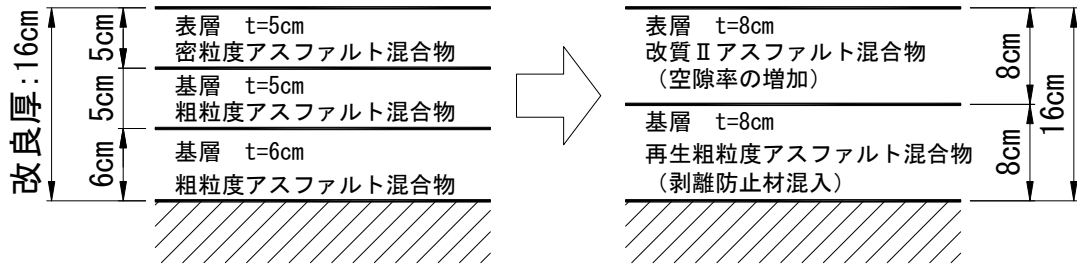 改良厚:16cm
5cm
5cm
6cm
表層 t=5cm
密粒度アスファルト混合物
基層 t=5cm
粗粒度アスファルト混合物
基層 t=6cm
粗粒度アスファルト混合物
表層 t=8cm
改質Ⅱアスファルト混合物
（空隙率の増加）
基層 t=8cm
再生粗粒度アスファルト混合物
（剥離防止材混入）
8cm
8cm
16cm